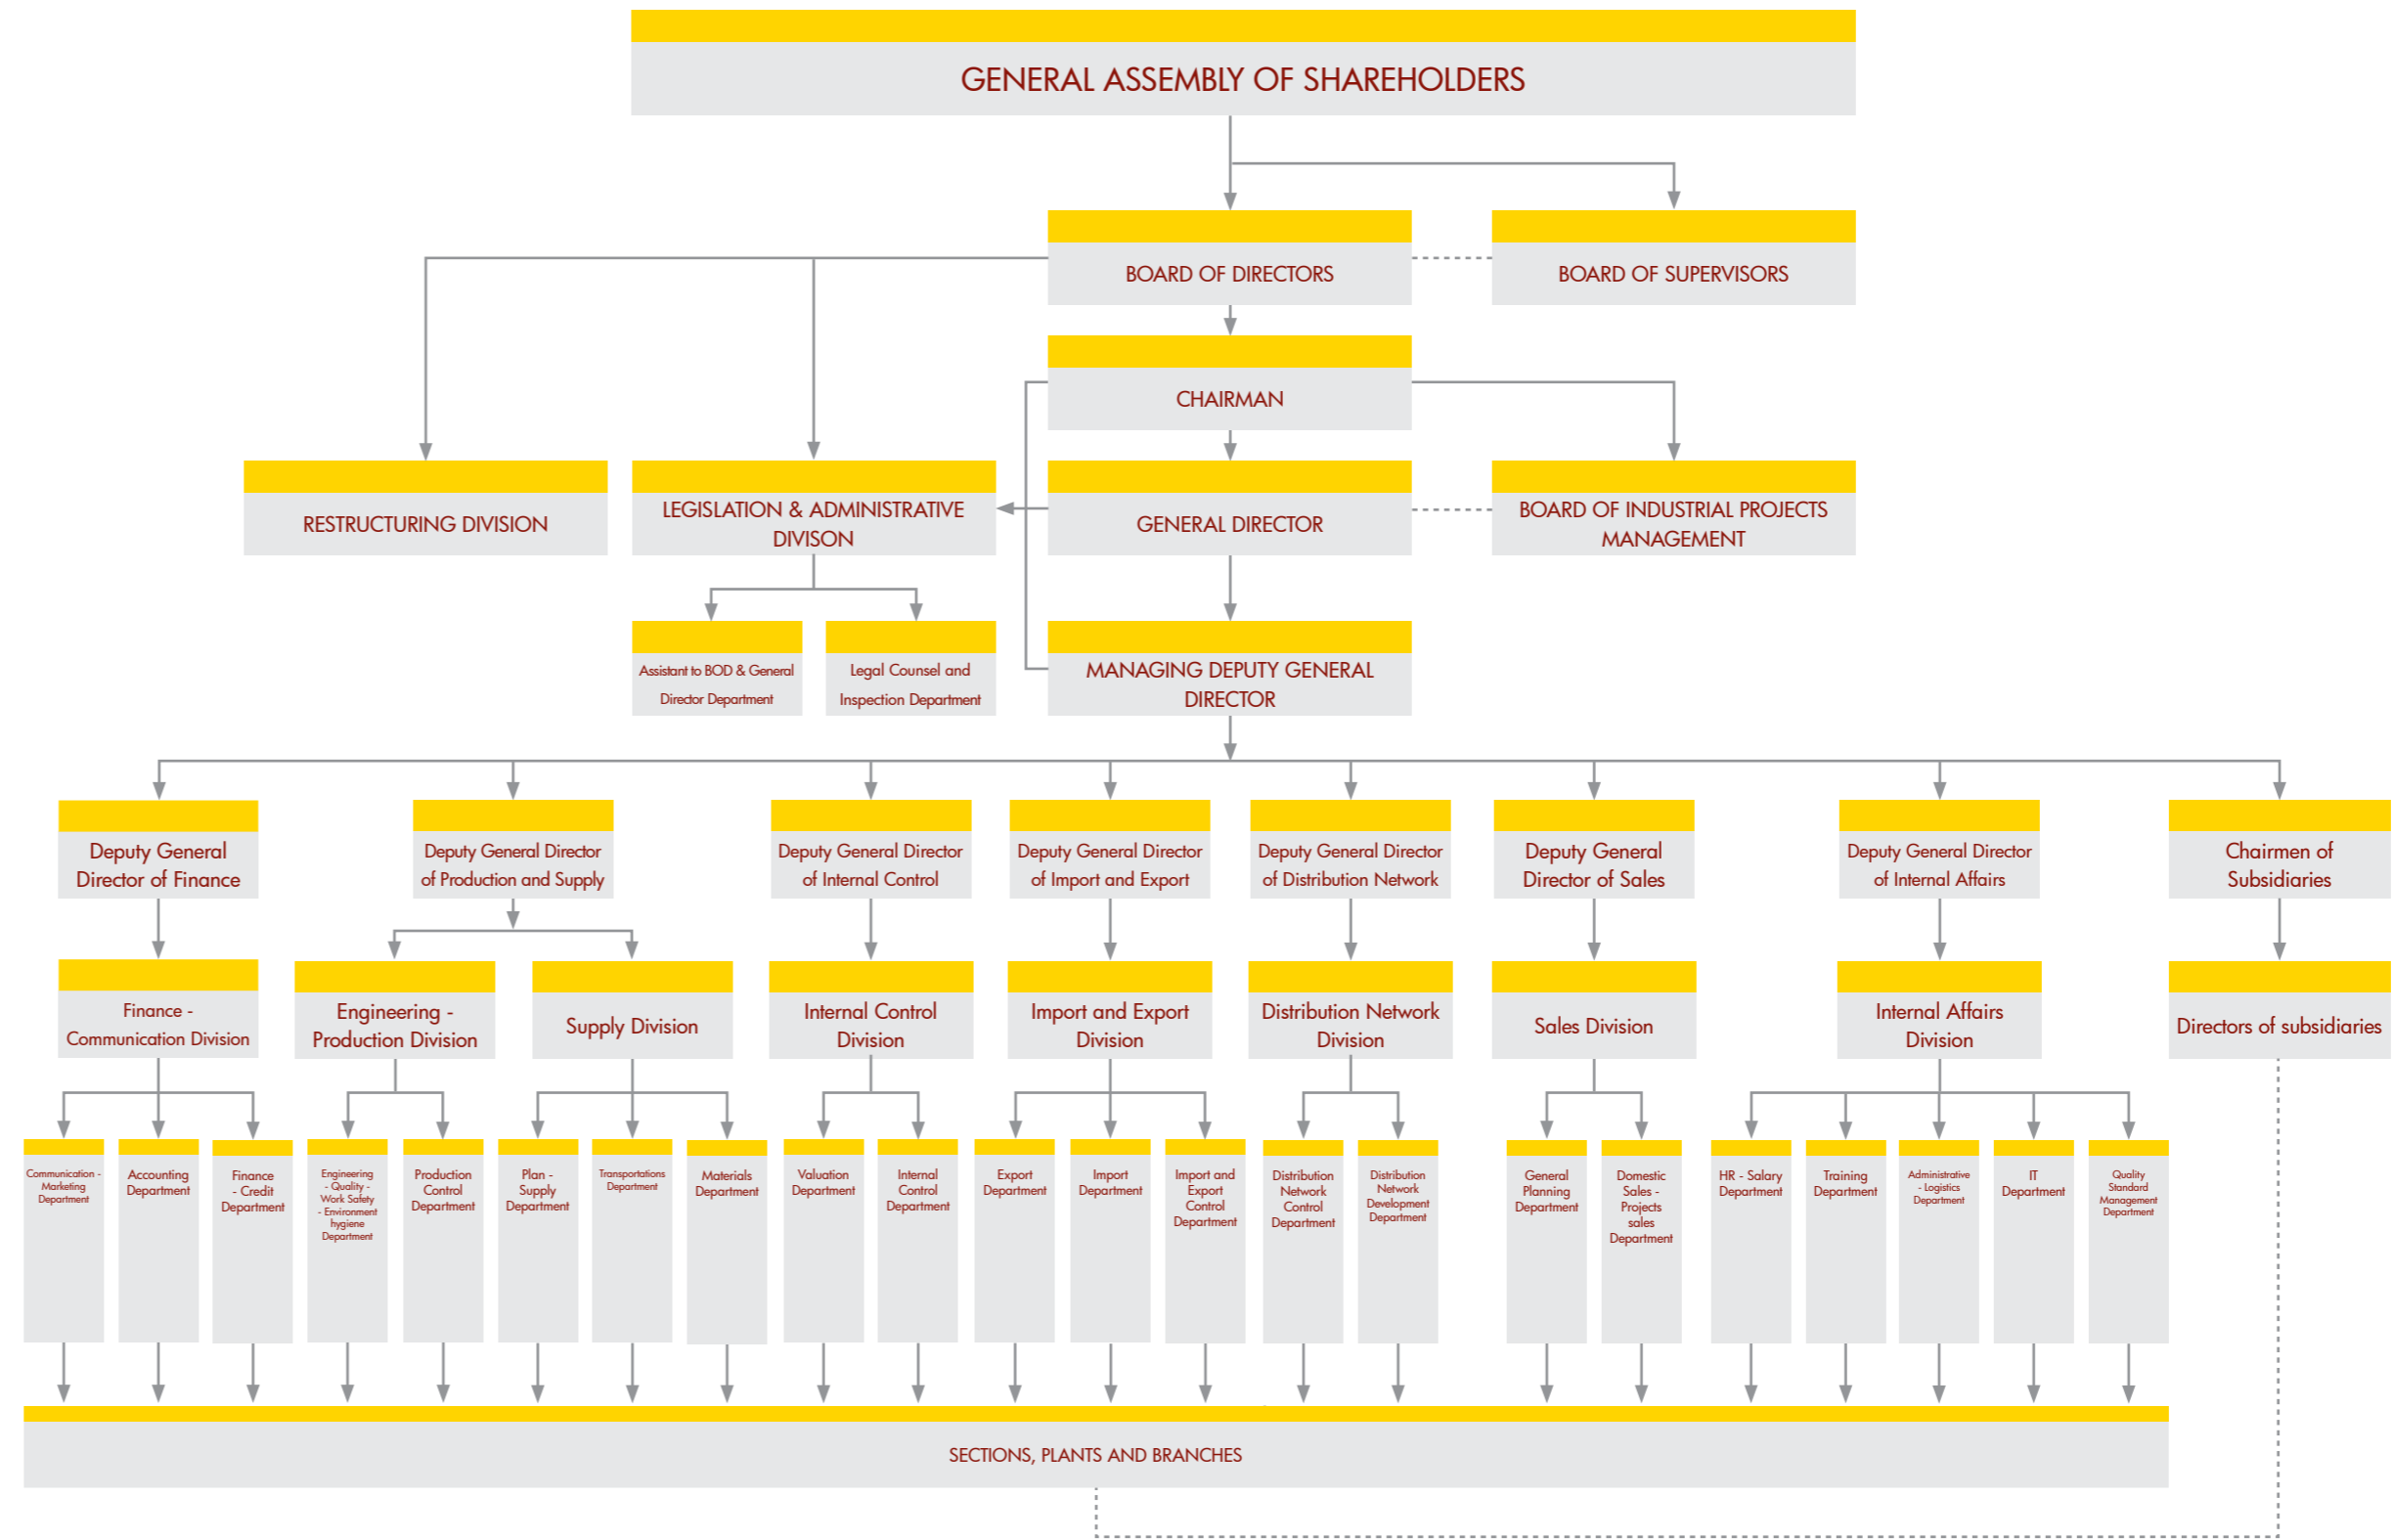 GENERAL ASSEMBLY OF SHAREHOLDERS
BOARD OF DIRECTORS
BOARD OF SUPERVISORS
CHAIRMAN
RESTRUCTURING DIVISION
LEGISLATION & ADMINISTRATIVE
DIVISON
GENERAL DIRECTOR
BOARD OF INDUSTRIAL PROJECTS
MANAGEMENT
Assistant to BOD & General
Director Department
Legal Counsel and
Inspection Department
MANAGING DEPUTY GENERAL
DIRECTOR
Deputy General
Director of Finance
Deputy General Director
of Production and Supply
Deputy General Director
of Internal Control
Deputy General Director
of Import and Export
Deputy General Director
of Distribution Network
Deputy General
Director of Sales
Deputy General Director
of Internal Affairs
Chairmen of
Subsidiaries
Finance -
Communication Division
Engineering -
Production Division
Supply Division
Internal Control
Division
Import and Export
Division
Distribution Network
Division
Sales Division
Internal Affairs
Division
Directors of subsidiaries
Communication -
Marketing
Department
Accounting
Department
Finance
- Credit
Department
Engineering
- Quality -
Work Safety
- Environment
hygiene
Department
Production
Control
Department
Plan -
Supply
Department
Transportations
Department
Materials
Department
Valuation
Department
Internal
Control
Department
Export
Department
Import
Department
Import and
Export
Control
Department
Distribution
Network
Control
Department
Distribution
Network
Development
Department
General
Planning
Department
Domestic
Sales -
Projects
sales
Department
HR - Salary
Department
Training
Department
Administrative
- Logistics
Department
IT
Department
Quality
Standard
Management
Department
SECTIONS, PLANTS AND BRANCHES